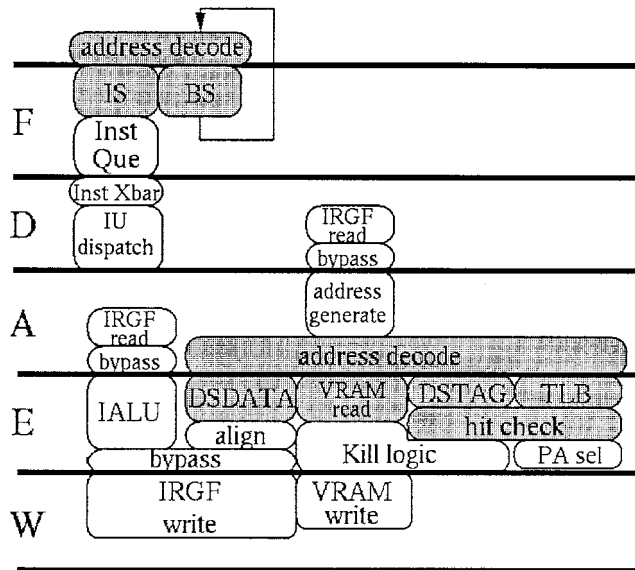 address decode
F
IS
BS
Inst
Que
D
Inst Xbar
IU
dispatch
IRGF
read
bypass
A
address
generate
IRGF
read
bypass
address decode
E
IALU
DSDATA
VRAM
read
DSTAG
TLB
align
hit check
bypass
Kill logic
PA sel
W
IRGF
write
VRAM
write